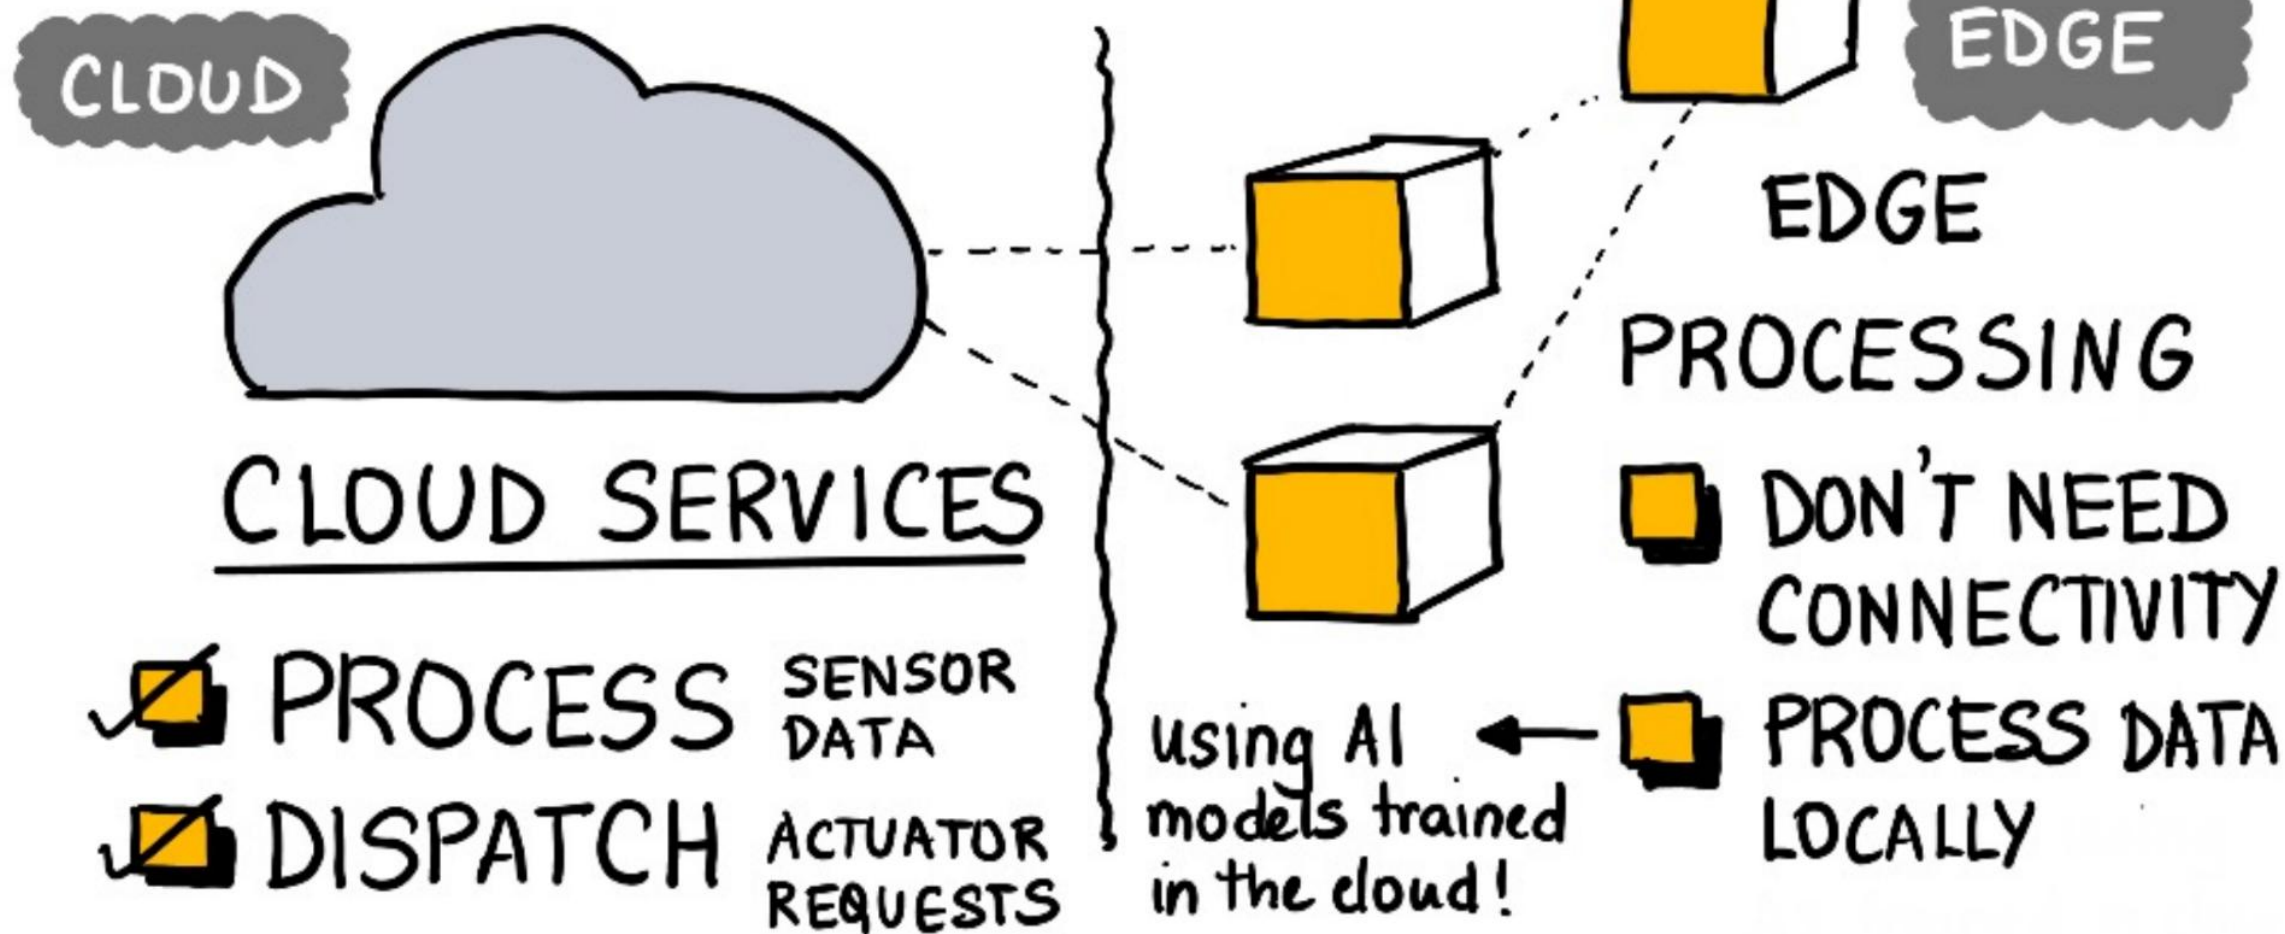 CLOUD
CLOUD SERVICES
PROCESS SENSOR
DATA
DISPATCH ACTUATOR
REQUESTS
EDGE
EDGE
PROCESSING
DON'T NEED
CONNECTIVITY
PROCESS DATA
LOCALLY
using AI
models trained
in the cloud!